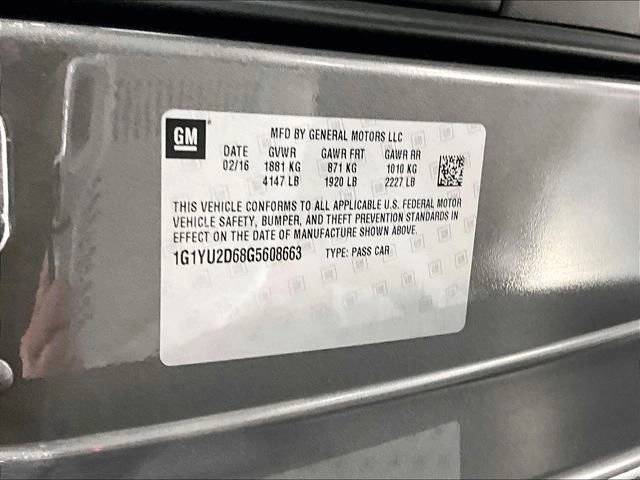 GM
MFD BY GENERAL MOTORS LLC
DATE GVWR GAWR FRT GAWR RR
02/16 1881 KG 871 KG 1010 KG
4147 LB 1920 LB 2227 LB
THIS VEHICLE CONFORMS TO ALL APPLICABLE U.S. FEDERAL MOTOR
VEHICLE SAFETY, BUMPER, AND THEFT PREVENTION STANDARDS IN
EFFECT ON THE DATE OF MANUFACTURE SHOWN ABOVE.
1G1YU2D68G5608663 TYPE: PASS CAR